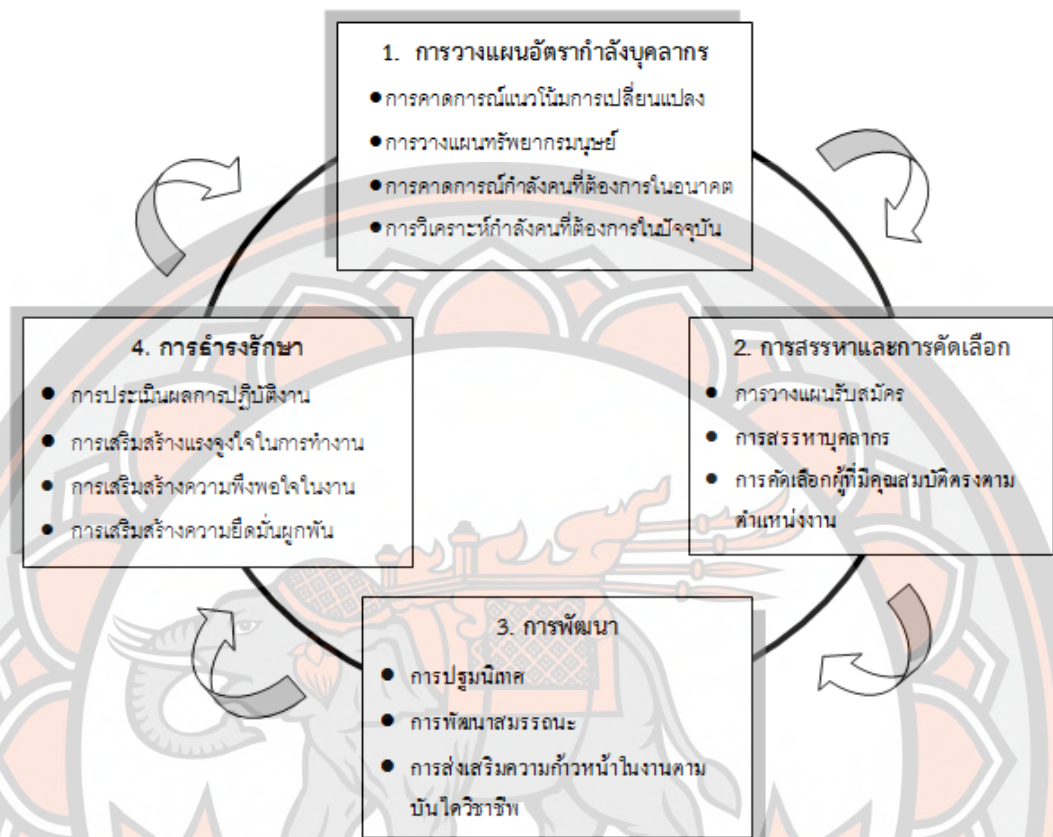 1. การวางแผนอัตรากำลังบุคลากร
●การคาดการณ์แนวโน้มการเปลี่ยนแปลง
●การวางแผนทรัพยากรมนุษย์
●การคาดการณ์กำลังคนที่ต้องการในอนาคต
●การวิเคราะห์กำลังคนที่ต้องการในปัจจุบัน
2. การสรรหาและการคัดเลือก
● การวางแผนรับสมัคร
● การสรรหาบุคลากร
● การคัดเลือกผู้ที่มีคุณสมบัติตรงตาม
ตำแหน่งงาน
3. การพัฒนา
● การปฐมนิเทศ
● การพัฒนาสมรรถนะ
● การส่งเสริมความก้าวหน้าในงานตาม
บันไดวิชาชีพ
4. การธำรงรักษา
● การประเมินผลการปฏิบัติงาน
● การเสริมสร้างแรงจูงใจในการทำงาน
● การเสริมสร้างความพึงพอใจในงาน
● การเสริมสร้างความยึดมั่นผูกพัน